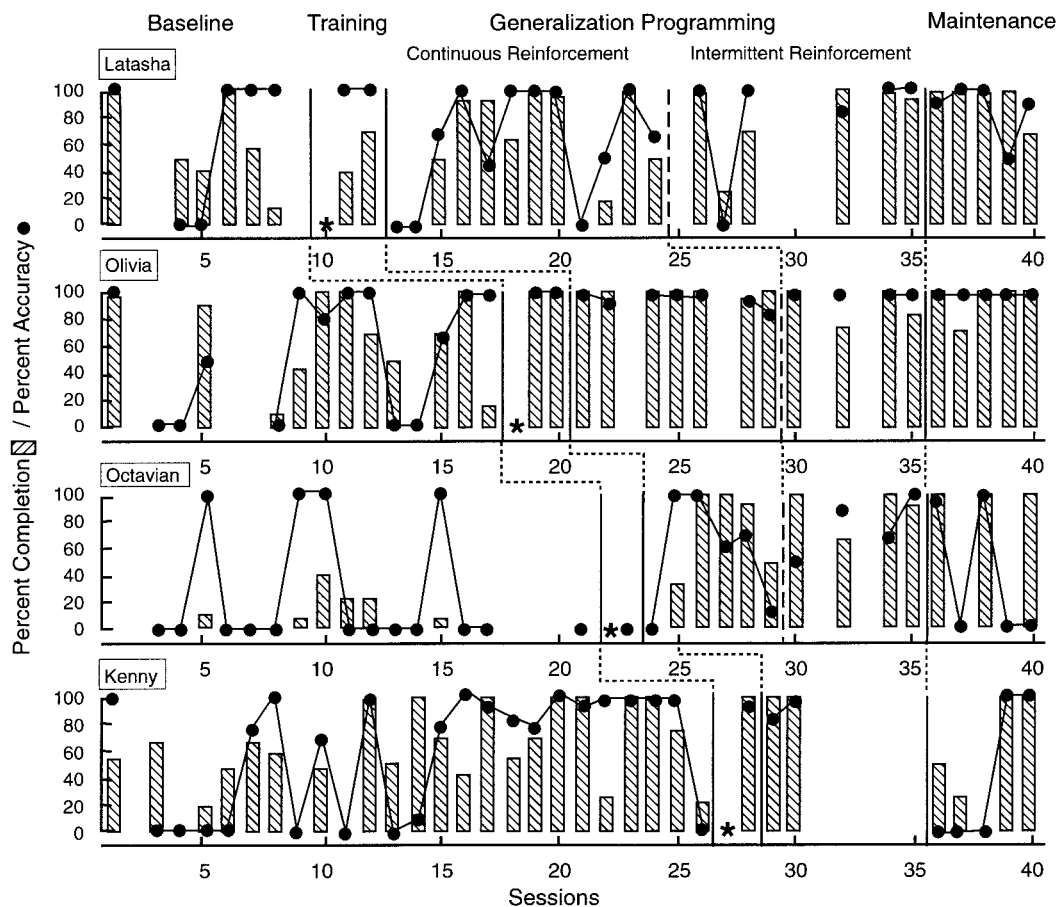 Baseline Training Generalization Programming Maintenance
Continuous Reinforcement Intermittent Reinforcement
Latasha
100
80
60
40
20
0
*
5 10 15 20 25 30 35 40
Olivia
100
80
60
40
20
0
*
5 10 15 20 25 30 35 40
Octavian
100
80
60
40
20
0
*
5 10 15 20 25 30 35 40
Kenny
100
80
60
40
20
0
*
5 10 15 20 25 30 35 40
Sessions
Percent Completion / Percent Accuracy